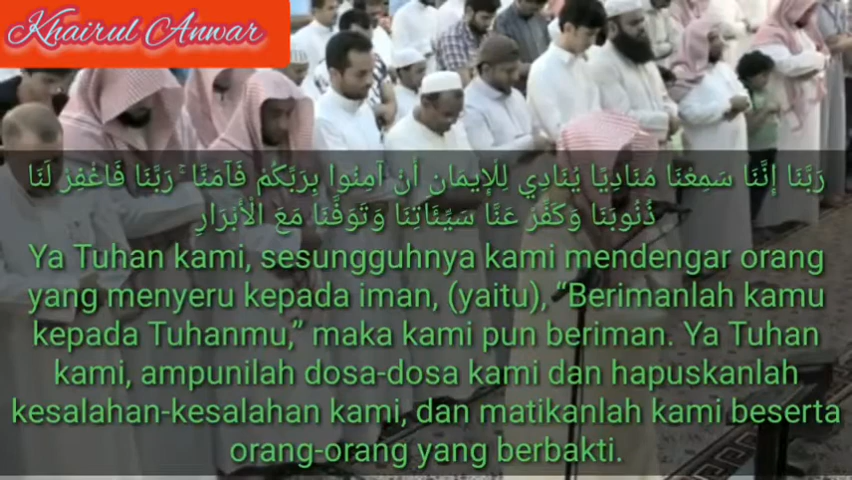 Khairul Anwar
رَبَّنَا إِنَّنَا سَمِعْنَا مُنَادِيًا يُنَادِي لِلْإِيمَانِ أَنْ آمِنُوا بِرَبِّكُمْ فَآمَنَّا ۚ رَبَّنَا فَاغْفِرْ لَنَا
ذُنُوبَنَا وَكَفِّرْ عَنَّا سَيِّئَاتِنَا وَتَوَفَّنَا مَعَ الْأَبْرَارِ
Ya Tuhan kami, sesungguhnya kami mendengar orang
yang menyeru kepada iman, (yaitu), “Berimanlah kamu
kepada Tuhanmu,” maka kami pun beriman. Ya Tuhan
kami, ampunilah dosa-dosa kami dan hapuskanlah
kesalahan-kesalahan kami, dan matikanlah kami beserta
orang-orang yang berbakti.